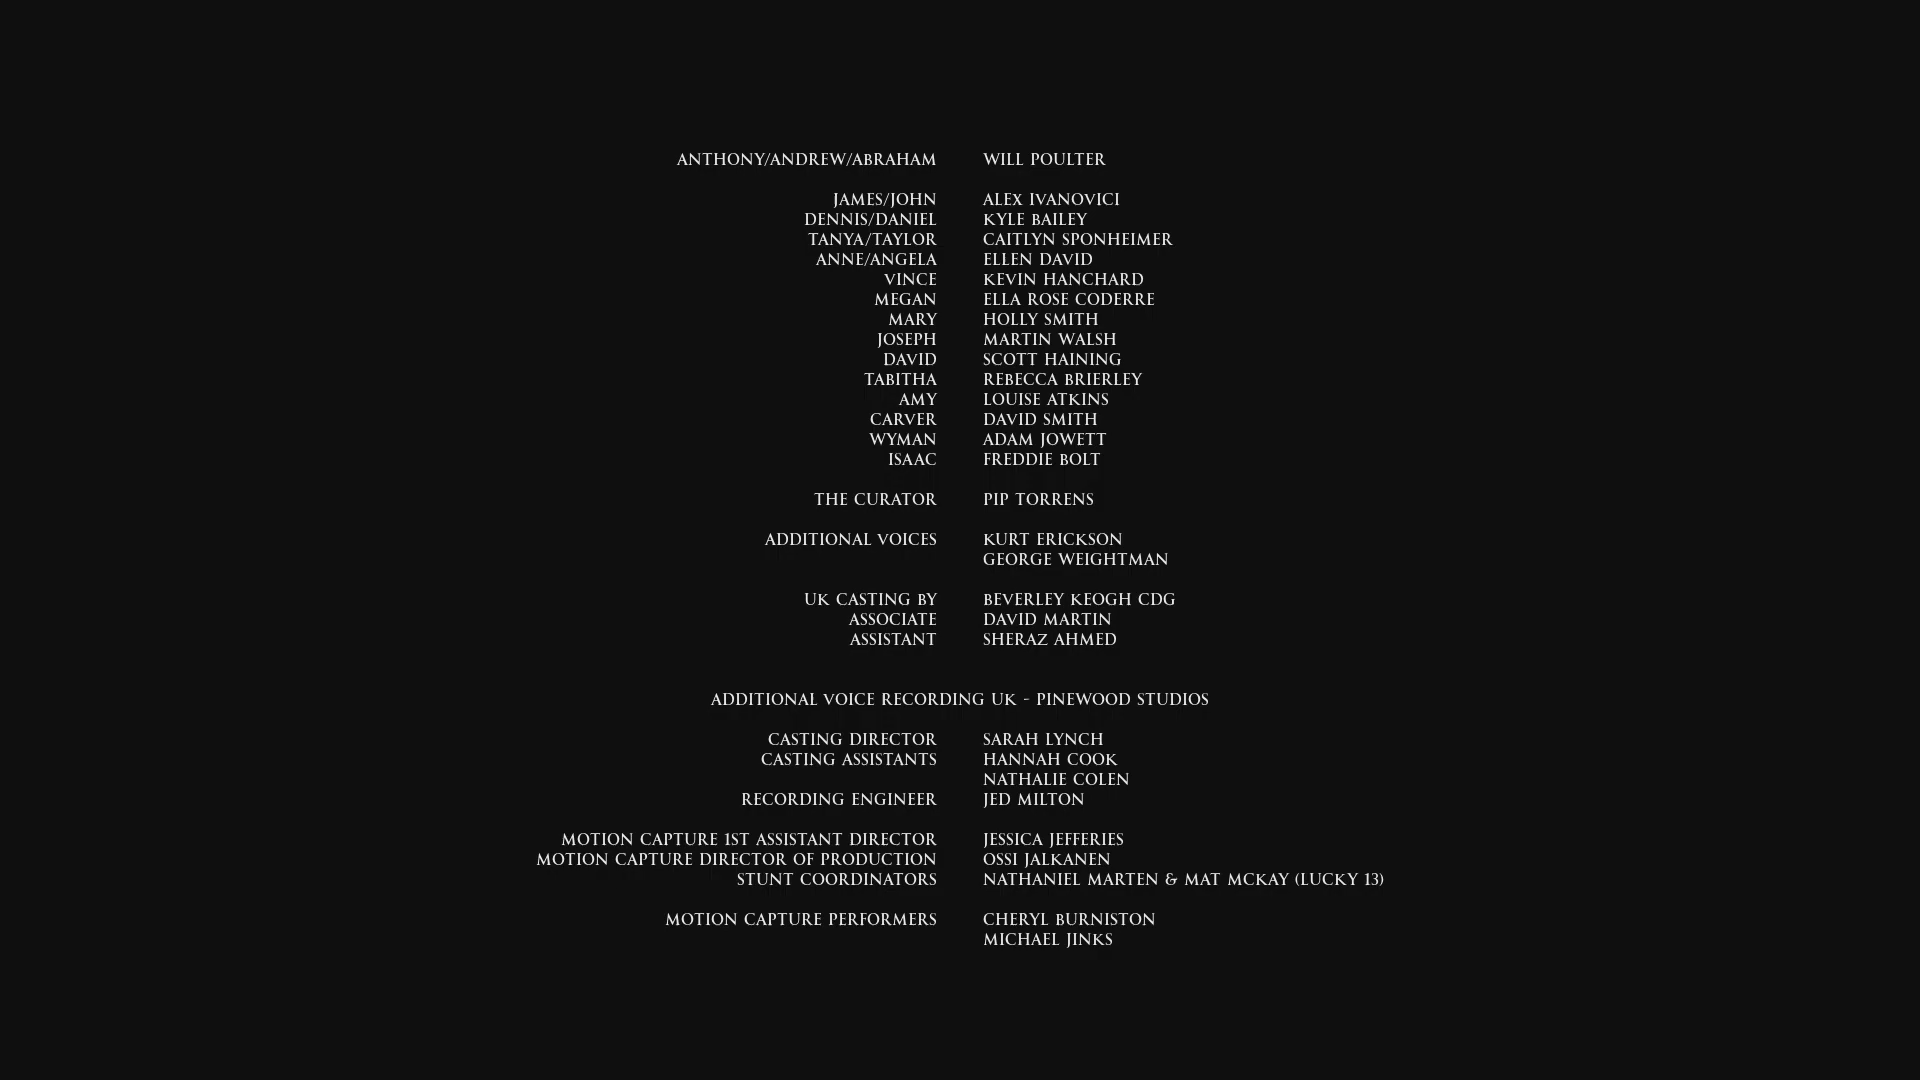 ANTHONY/ANDREW/ABRAHAM WILL POULTER
JAMES/JOHN ALEX IVANOVICI
DENNIS/DANIEL KYLE BAILEY
TANYA/TAYLOR CAITLYN SPONHEIMER
ANNE/ANGELA ELLEN DAVID
VINCE KEVIN HANCHARD
MEGAN ELLA ROSE CODERRE
MARY HOLLY SMITH
JOSEPH MARTIN WALSH
DAVID SCOTT HAINING
TABITHA REBECCA BRIERLEY
AMY LOUISE ATKINS
CARVER DAVID SMITH
WYMAN ADAM JOWETT
ISAAC FREDDIE BOLT
THE CURATOR PIP TORRENS
ADDITIONAL VOICES KURT ERICKSON
GEORGE WEIGHTMAN
UK CASTING BY BEVERLEY KEOGH CDG
ASSOCIATE DAVID MARTIN
ASSISTANT SHERAZ AHMED
ADDITIONAL VOICE RECORDING UK - PINEWOOD STUDIOS
CASTING DIRECTOR SARAH LYNCH
CASTING ASSISTANTS HANNAH COOK
NATHALIE COLEN
RECORDING ENGINEER JED MILTON
MOTION CAPTURE 1ST ASSISTANT DIRECTOR JESSICA JEFFERIES
MOTION CAPTURE DIRECTOR OF PRODUCTION OSSI JALKANEN
STUNT COORDINATORS NATHANIEL MARTEN & MAT MCKAY (LUCKY 13)
MOTION CAPTURE PERFORMERS CHERYL BURNISTON
MICHAEL JINKS